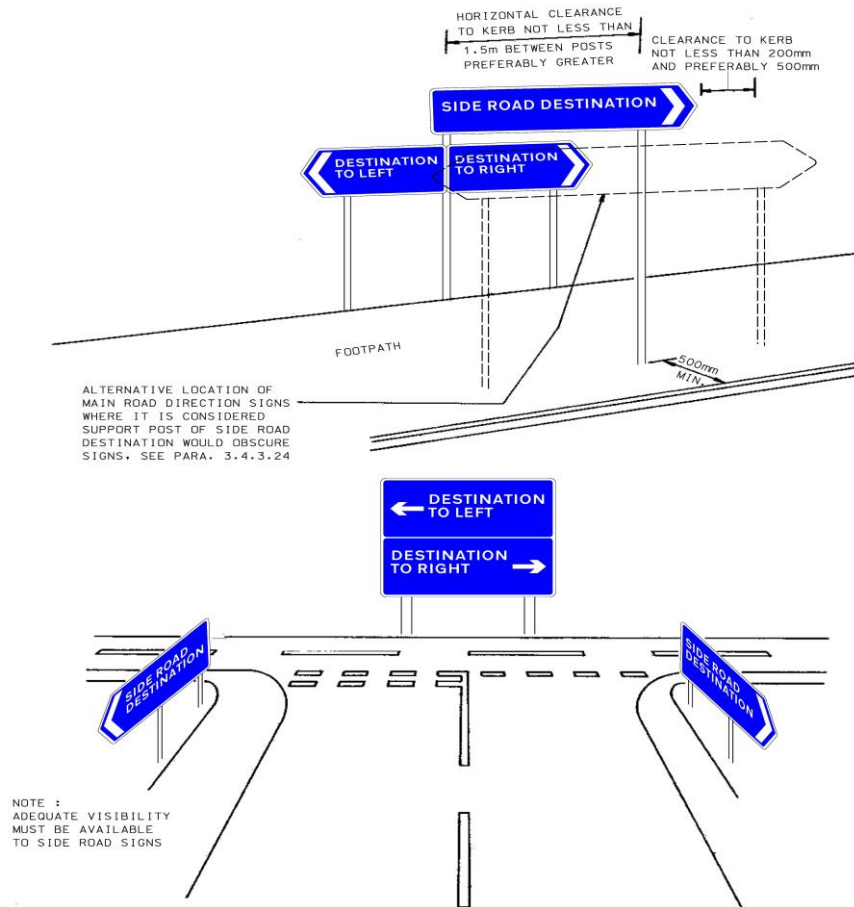 HORIZONTAL CLEARANCE
TO KERB NOT LESS THAN
1.5m BETWEEN POSTS
PREFERABLY GREATER
CLEARANCE TO KERB
NOT LESS THAN 200mm
AND PREFERABLY 500mm
SIDE ROAD DESTINATION
DESTINATION
TO LEFT
DESTINATION
TO RIGHT
FOOTPATH
500mm
MIN.
ALTERNATIVE LOCATION OF
MAIN ROAD DIRECTION SIGNS
WHERE IT IS CONSIDERED
SUPPORT POST OF SIDE ROAD
DESTINATION WOULD OBSCURE
SIGNS. SEE PARA. 3.4.3.24
DESTINATION
TO LEFT
DESTINATION
TO RIGHT
SIDE ROAD
DESTINATION
SIDE ROAD
DESTINATION
NOTE :
ADEQUATE VISIBILITY
MUST BE AVAILABLE
TO SIDE ROAD SIGNS